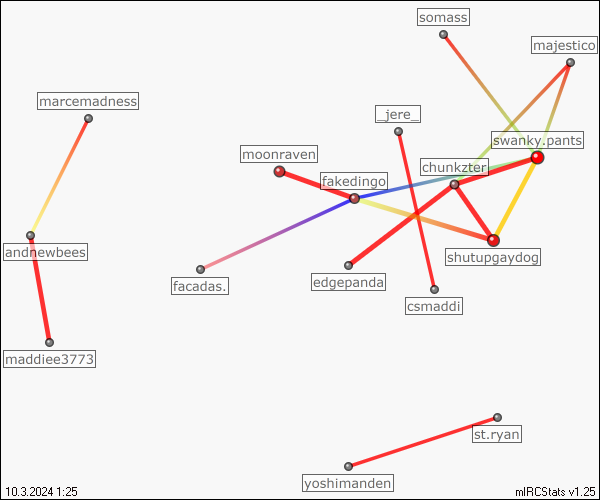 somass
majestico
marcemadness
_jere_
swanky.pants
moonraven
chunkzter
fakedingo
andnewbees
shutupgaydog
facadas.
edgepanda
csmaddi
maddiee3773
st.ryan
yoshimanden
10.3.2024 1:25
mIRCStats v1.25